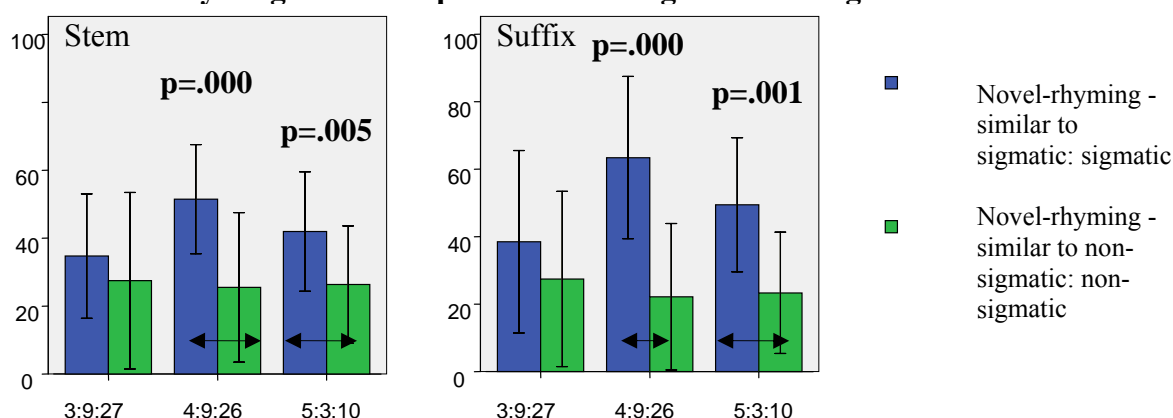 Stem
p=.000
p=.005
100
60
40
20
0
3:9:27 4:9:26 5:3:10
Suffix
p=.000
p=.001
100
80
60
40
20
0
3:9:27 4:9:26 5:3:10
Novel-rhyming -
similar to
sigmatic: sigmatic
Novel-rhyming -
similar to non-
sigmatic: non-
sigmatic